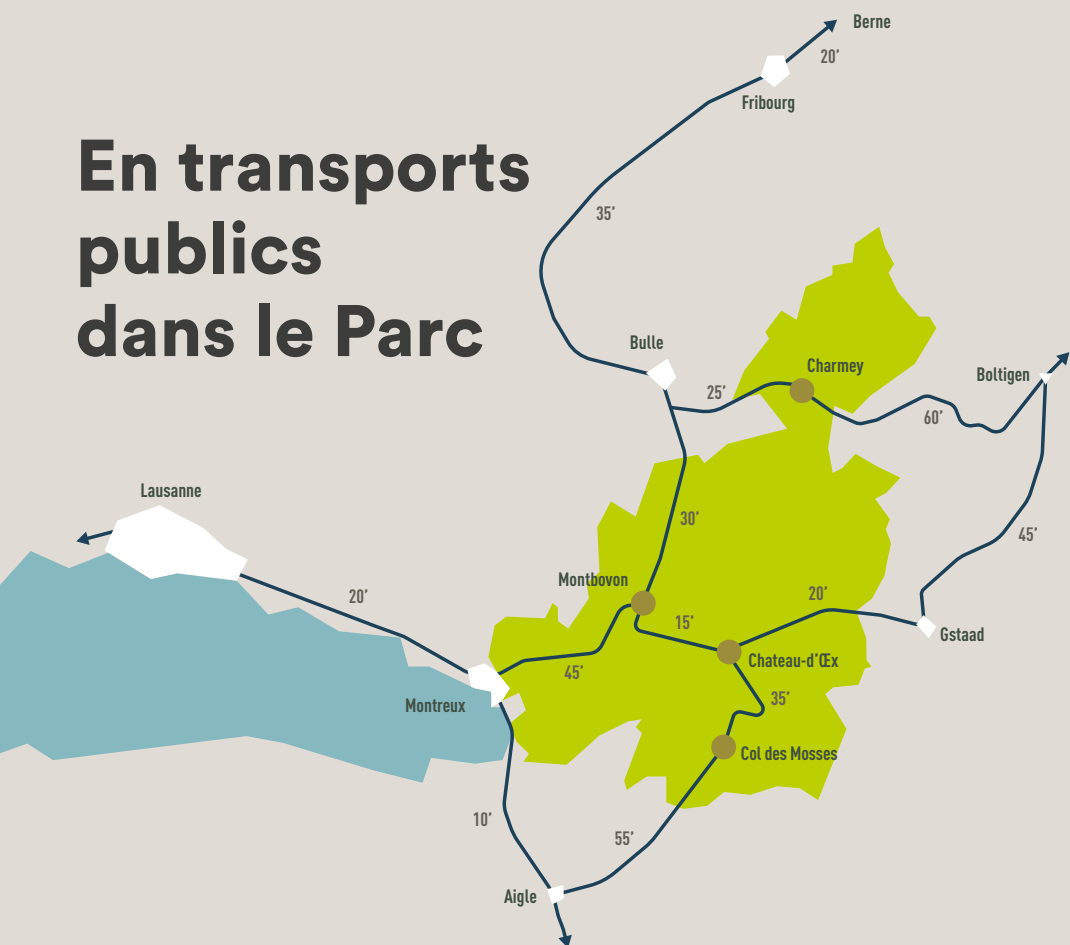 Berne
20’
Fribourg
En transports
publics
dans le Parc
35’
Bulle
Charmey
Boltigen
25’
60’
Lausanne
30’
45’
Montbovon
20’
20’
15’
Gstaad
Chateau-d’Œx
45’
35’
Montreux
Col des Mosses
10’
55’
Aigle